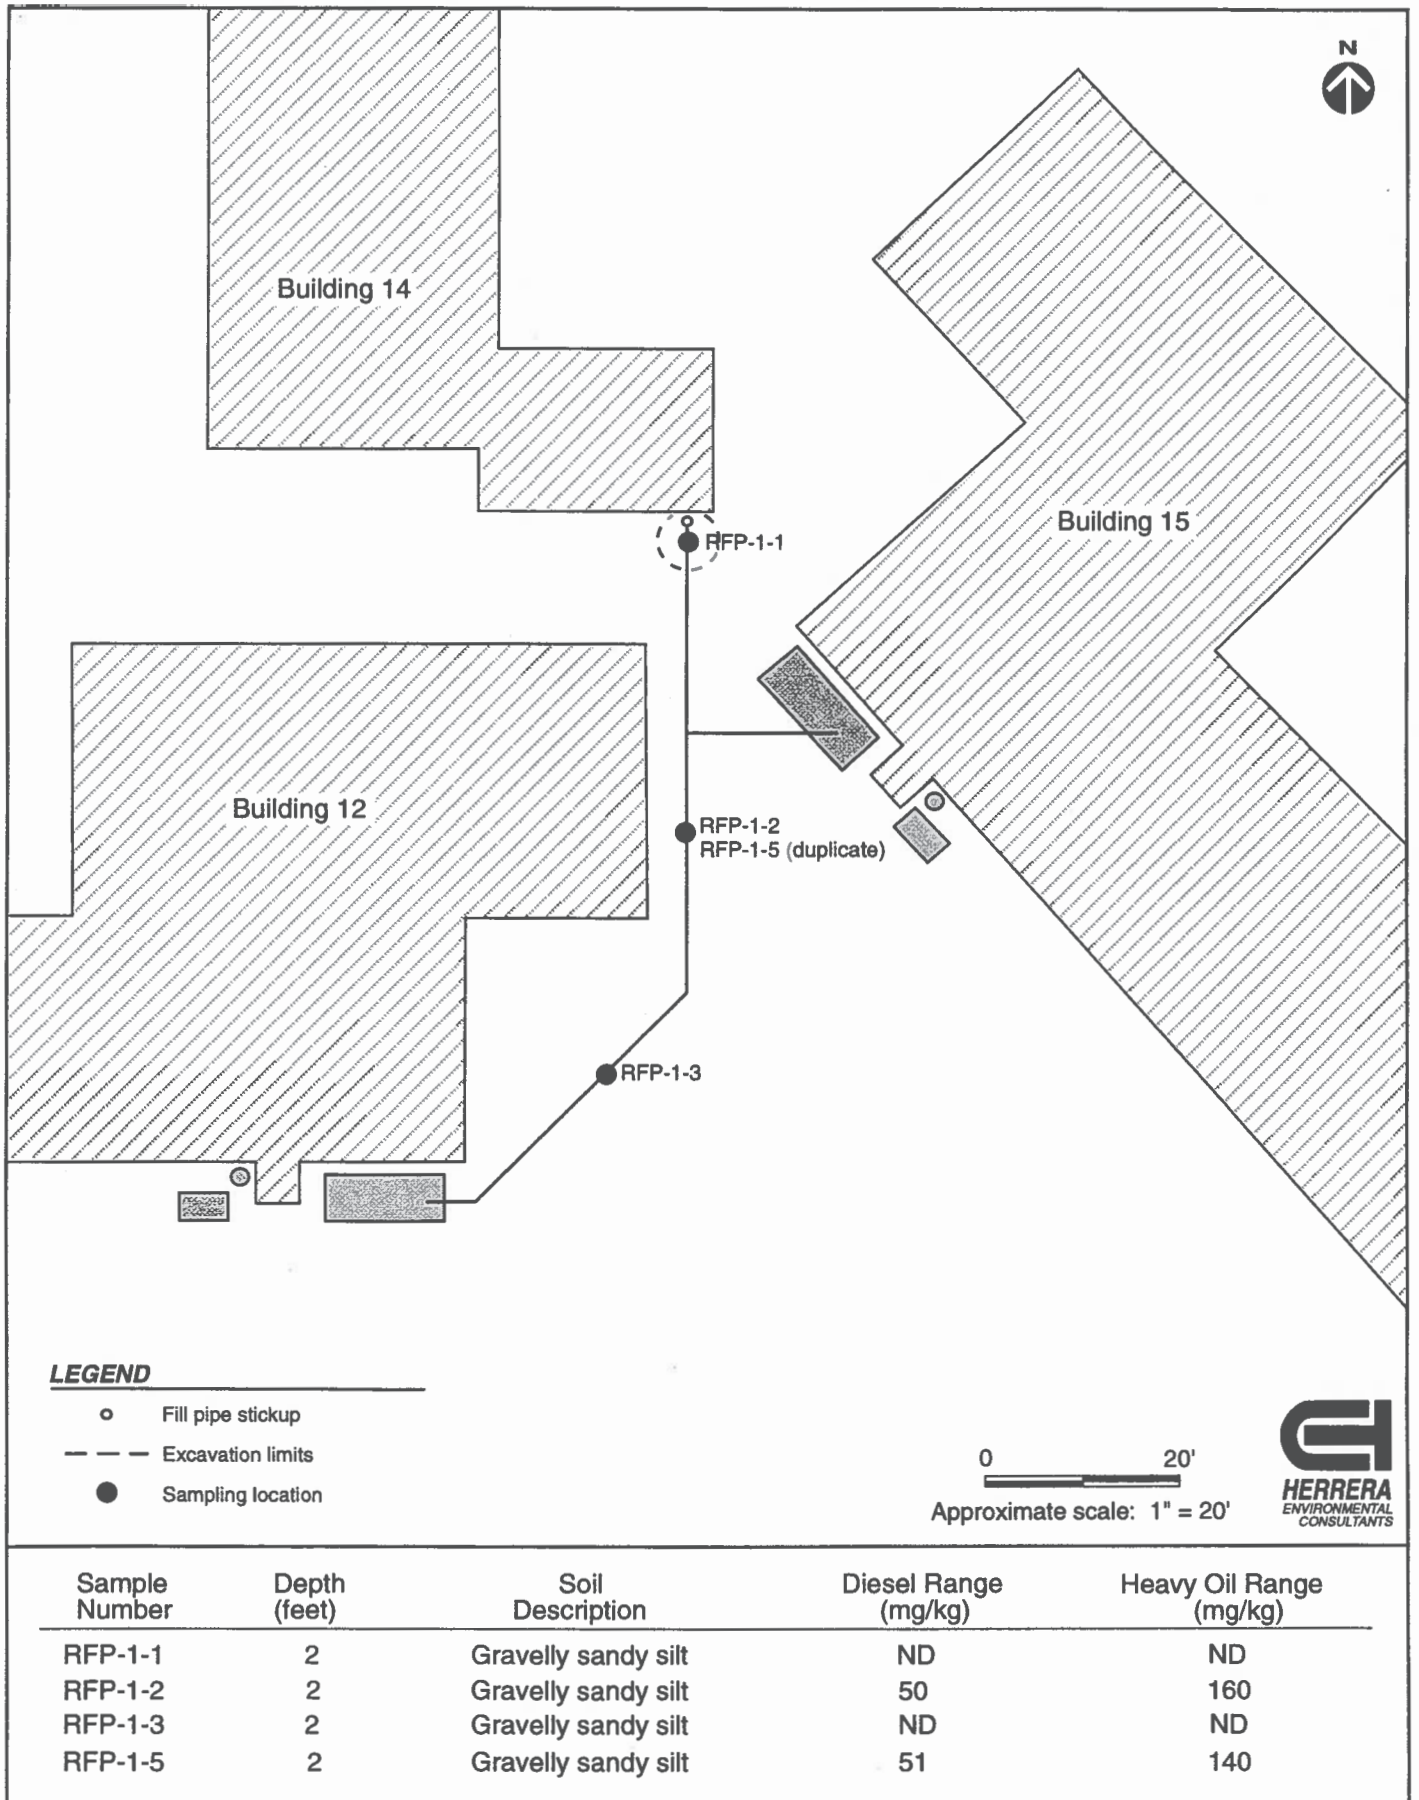 N
Building 14
RFP-1-1
Building 15
Building 12
RFP-1-2
RFP-1-5 (duplicate)
RFP-1-3
LEGEND
Fill pipe stickup
Excavation limits
Sampling location
0 20'
Approximate scale: 1" = 20'
HERRERA
ENVIRONMENTAL
CONSULTANTS
Sample Depth Soil Diesel Range Heavy Oil Range
Number (feet) Description (mg/kg) (mg/kg)
RFP-1-1 2 Gravelly sandy silt ND ND
RFP-1-2 2 Gravelly sandy silt 50 160
RFP-1-3 2 Gravelly sandy silt ND ND
RFP-1-5 2 Gravelly sandy silt 51 140